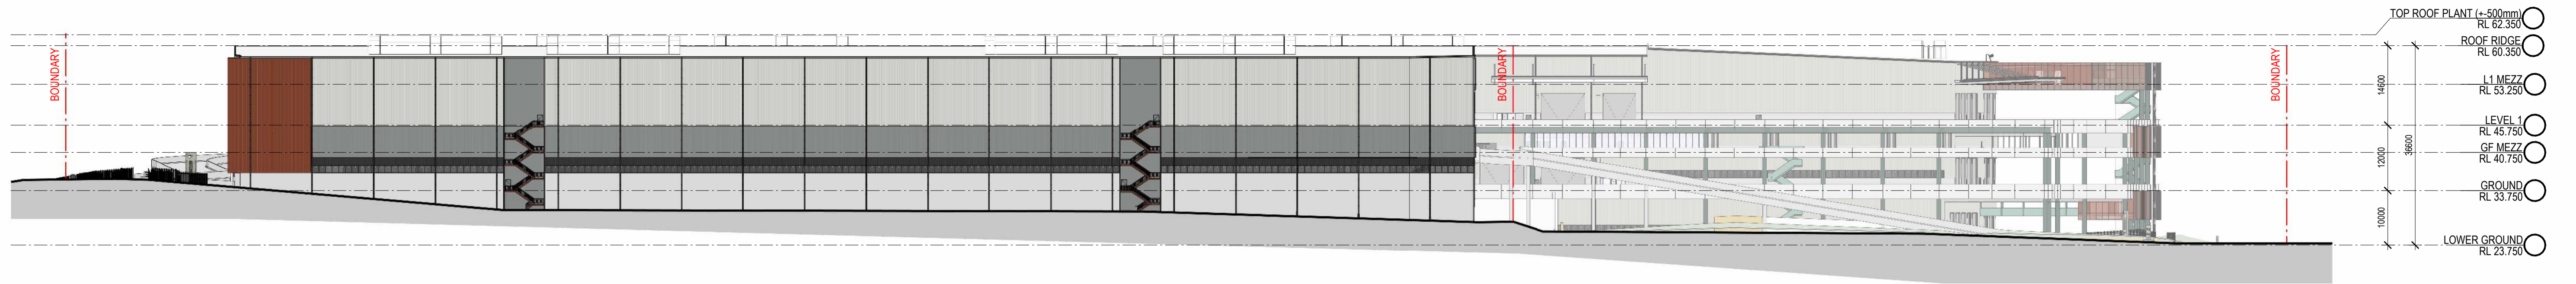 TOP ROOF PLANT (+-500mm)
RL 62.350
ROOF RIDGE
RL 60.350
L1 MEZZ
RL 53.250
LEVEL 1
RL 45.750
GF MEZZ
RL 40.750
GROUND
RL 33.750
LOWER GROUND
RL 23.750
14600
12000
10000
36600
BOUNDARY
BOUNDARY
BOUNDARY